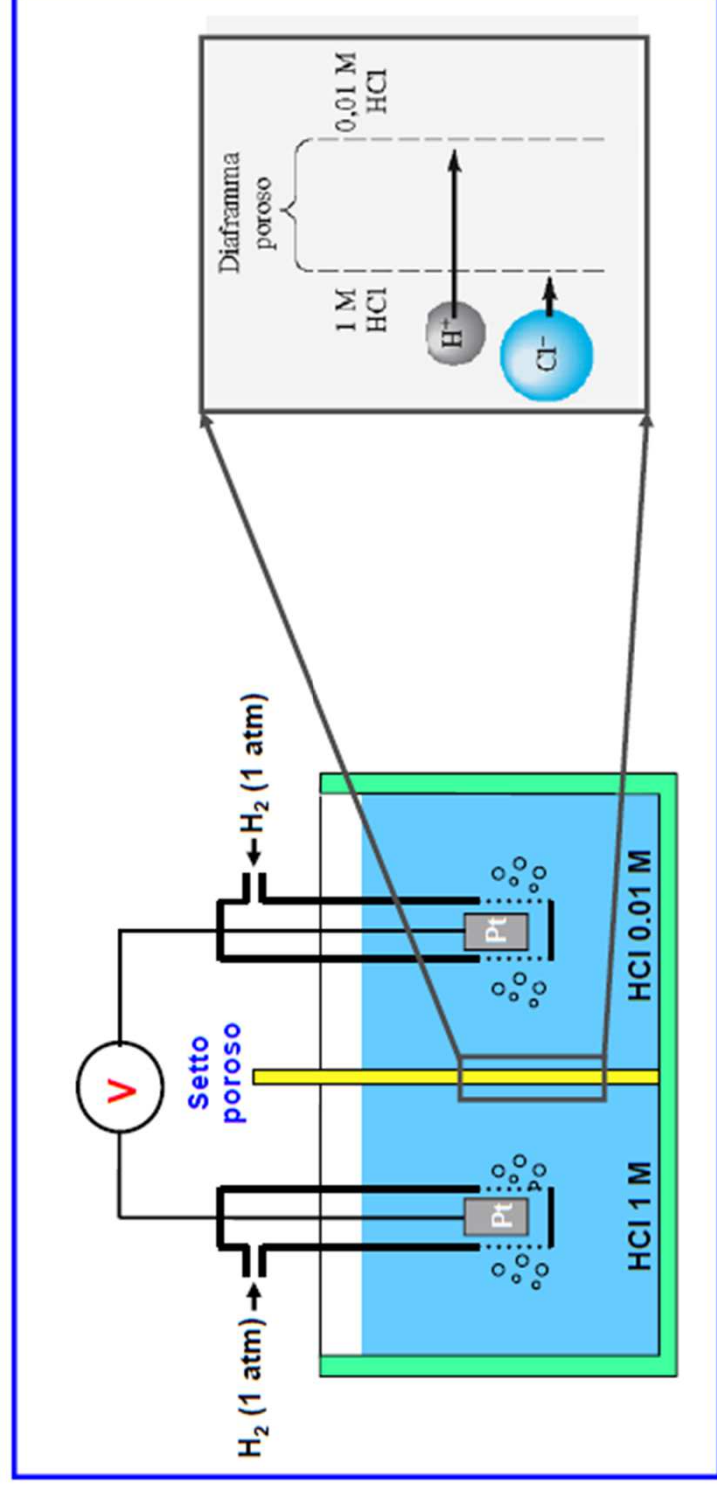 V
H2 (1 atm)
H2 (1 atm)
Setto
poroso
Pt
Pt
HCl 1 M
HCl 0.01 M
Diaframma
poroso
1 M
HCl
0,01 M
HCl
H+
Cl−